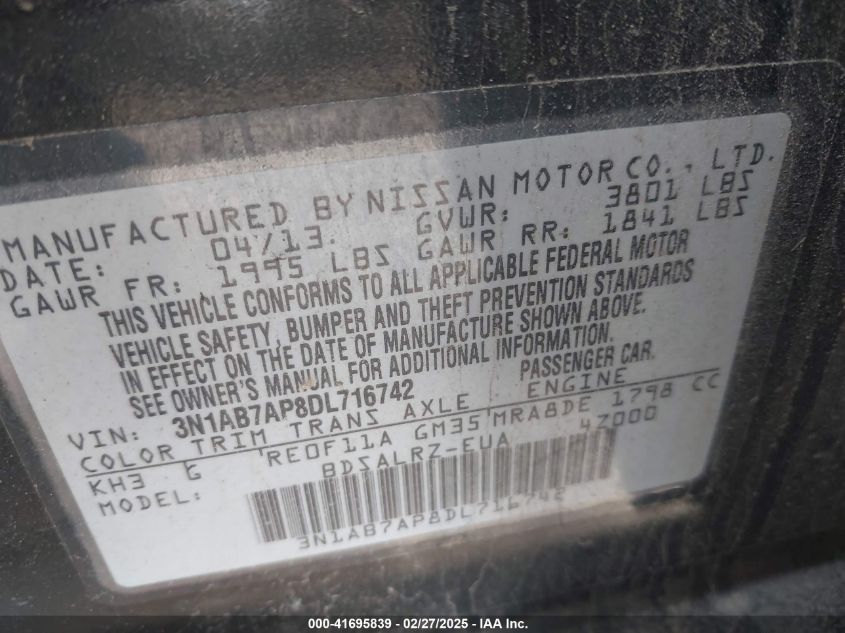 MANUFACTURED BY NISSAN MOTOR CO., LTD.
DATE: 04/13. GVWR: 3801 LBS
GAWR FR: 1995 LBS GAWR RR: 1841 LBS
THIS VEHICLE CONFORMS TO ALL APPLICABLE FEDERAL MOTOR
VEHICLE SAFETY, BUMPER AND THEFT PREVENTION STANDARDS
IN EFFECT ON THE DATE OF MANUFACTURE SHOWN ABOVE.
SEE OWNER'S MANUAL FOR ADDITIONAL INFORMATION.
VIN: 3N1AB7AP8DL716742 PASSENGER CAR.
COLOR TRIM TRANS AXLE ENGINE
KH3 G RE0F11A GM35 MRA8DE 1798 CC
MODEL: BDSALRZ-EUA 4Z000
3N1AB7AP8DL716742
000-41695839 - 02/27/2025 - IAA Inc.